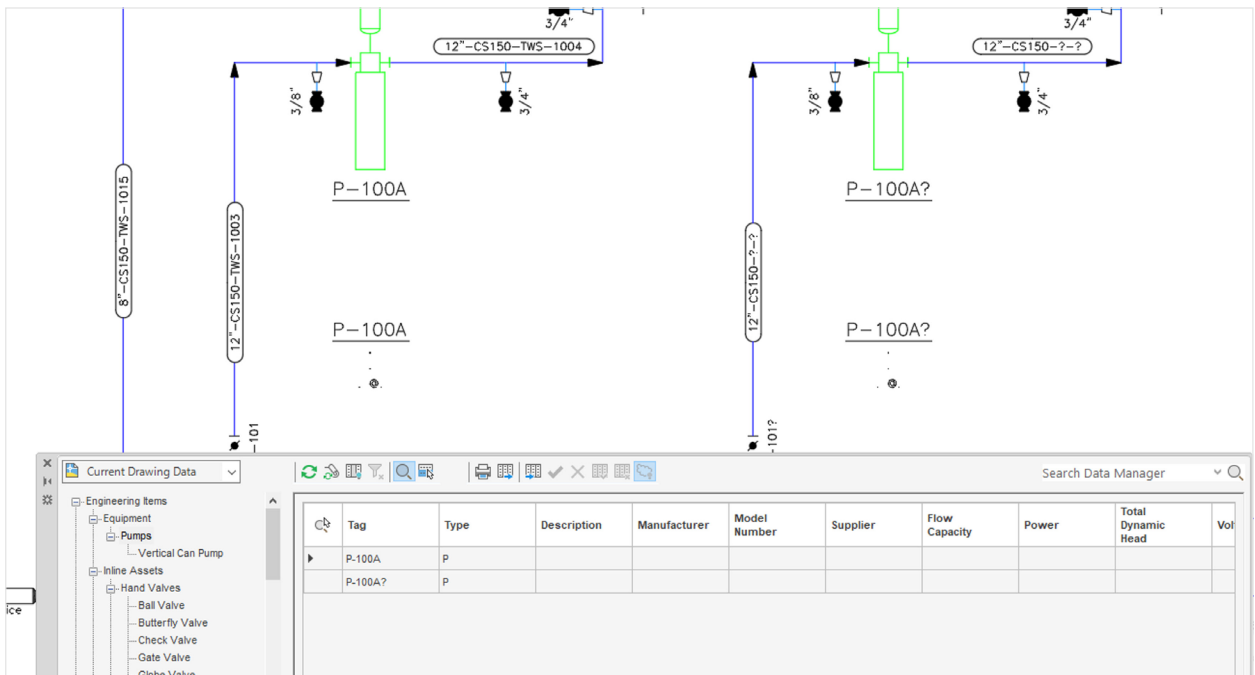 3/4"
3/4"
12"-CS150-TWS-1004
12"-CS150-?-?
3/8"
3/4"
3/8"
3/4"
P-100A
P-100A?
8"-CS150-TWS-1015
12"-CS150-TWS-1003
12"-CS150-?-?
P-100A
P-100A?
@
@
-101
-101?
Current Drawing Data
Search Data Manager
Engineering Items
Equipment
Pumps
Vertical Can Pump
Inline Assets
Hand Valves
Ball Valve
Butterfly Valve
Check Valve
Gate Valve
Globe Valve
Tag Type Description Manufacturer Model Number Supplier Flow Capacity Power Total Dynamic Head Vol
P-100A P
P-100A? P
ice